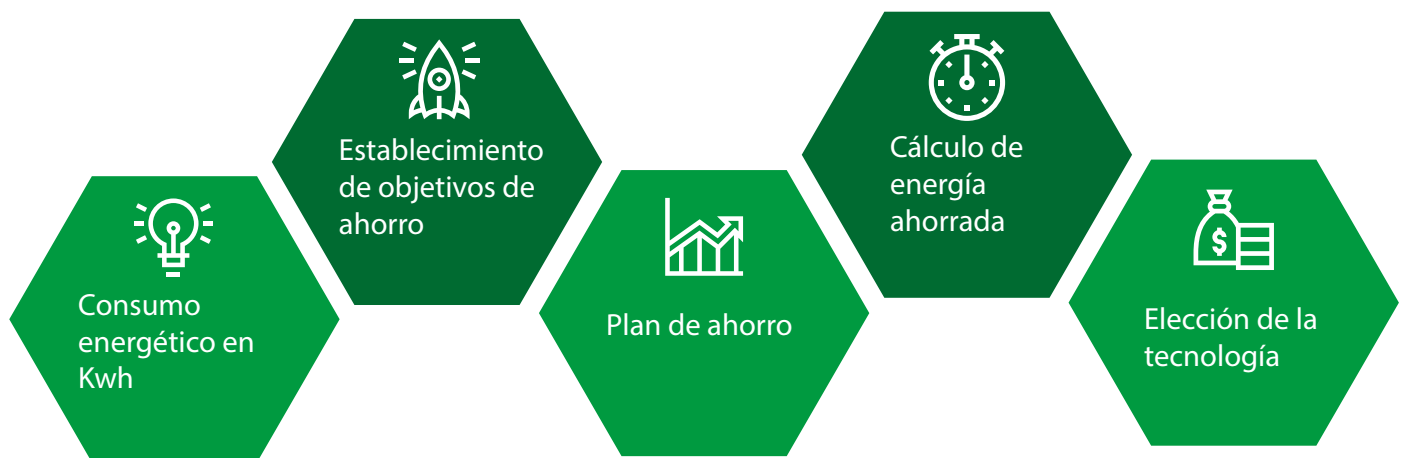 Consumo
energético en
Kwh
Establecimiento
de objetivos de
ahorro
Plan de ahorro
Cálculo de
energía
ahorrada
$
Elección de la
tecnología